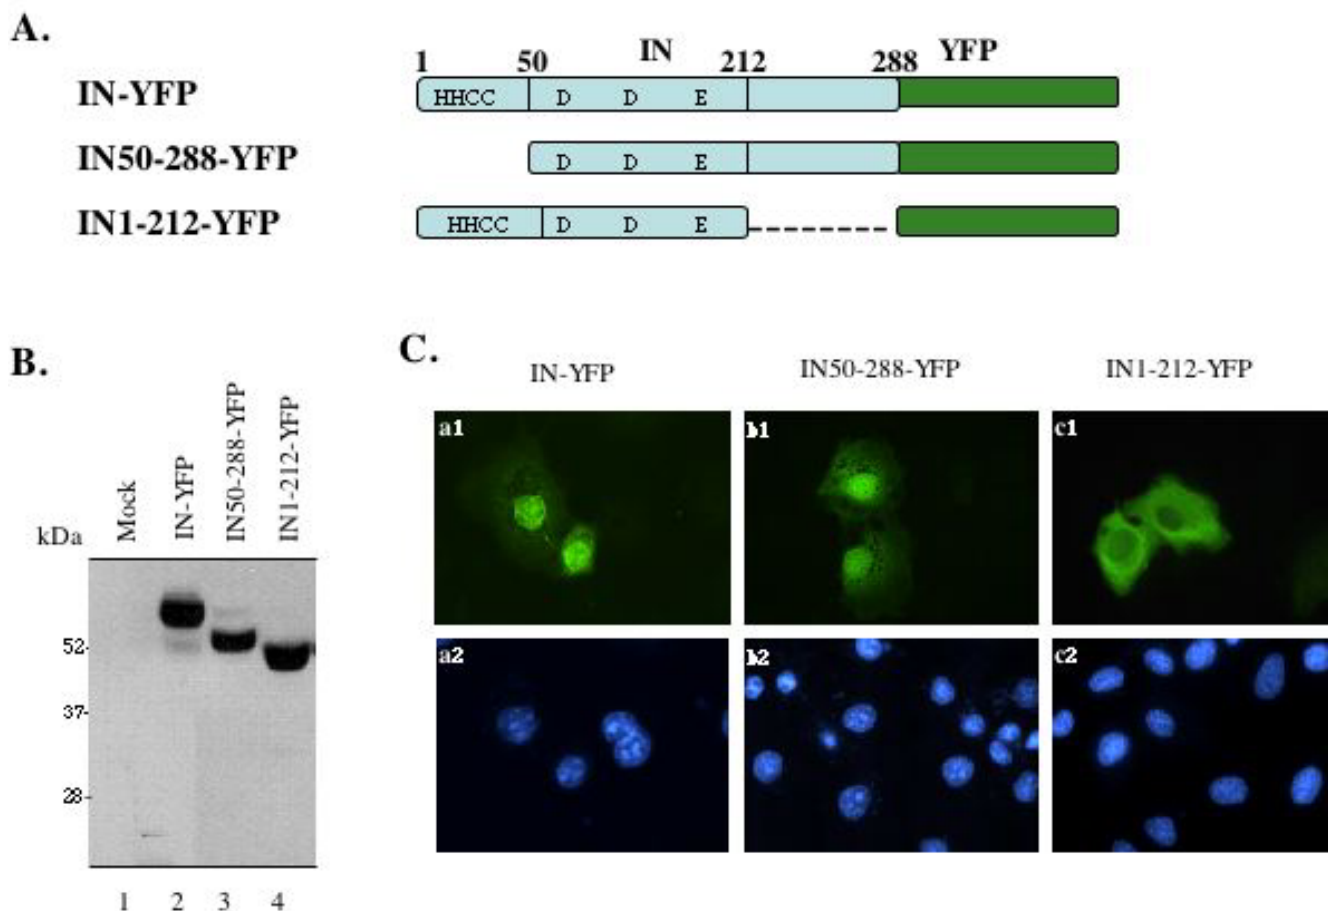 A.
IN YFP
1 50 212 288
IN-YFP HHCC D D E
IN50-288-YFP D D E
IN1-212-YFP HHCC D D E
B.
kDa Mock IN-YFP IN50-288-YFP IN1-212-YFP
52-
37-
28-
1 2 3 4
C.
IN-YFP IN50-288-YFP IN1-212-YFP
a1 b1 c1
a2 b2 c2